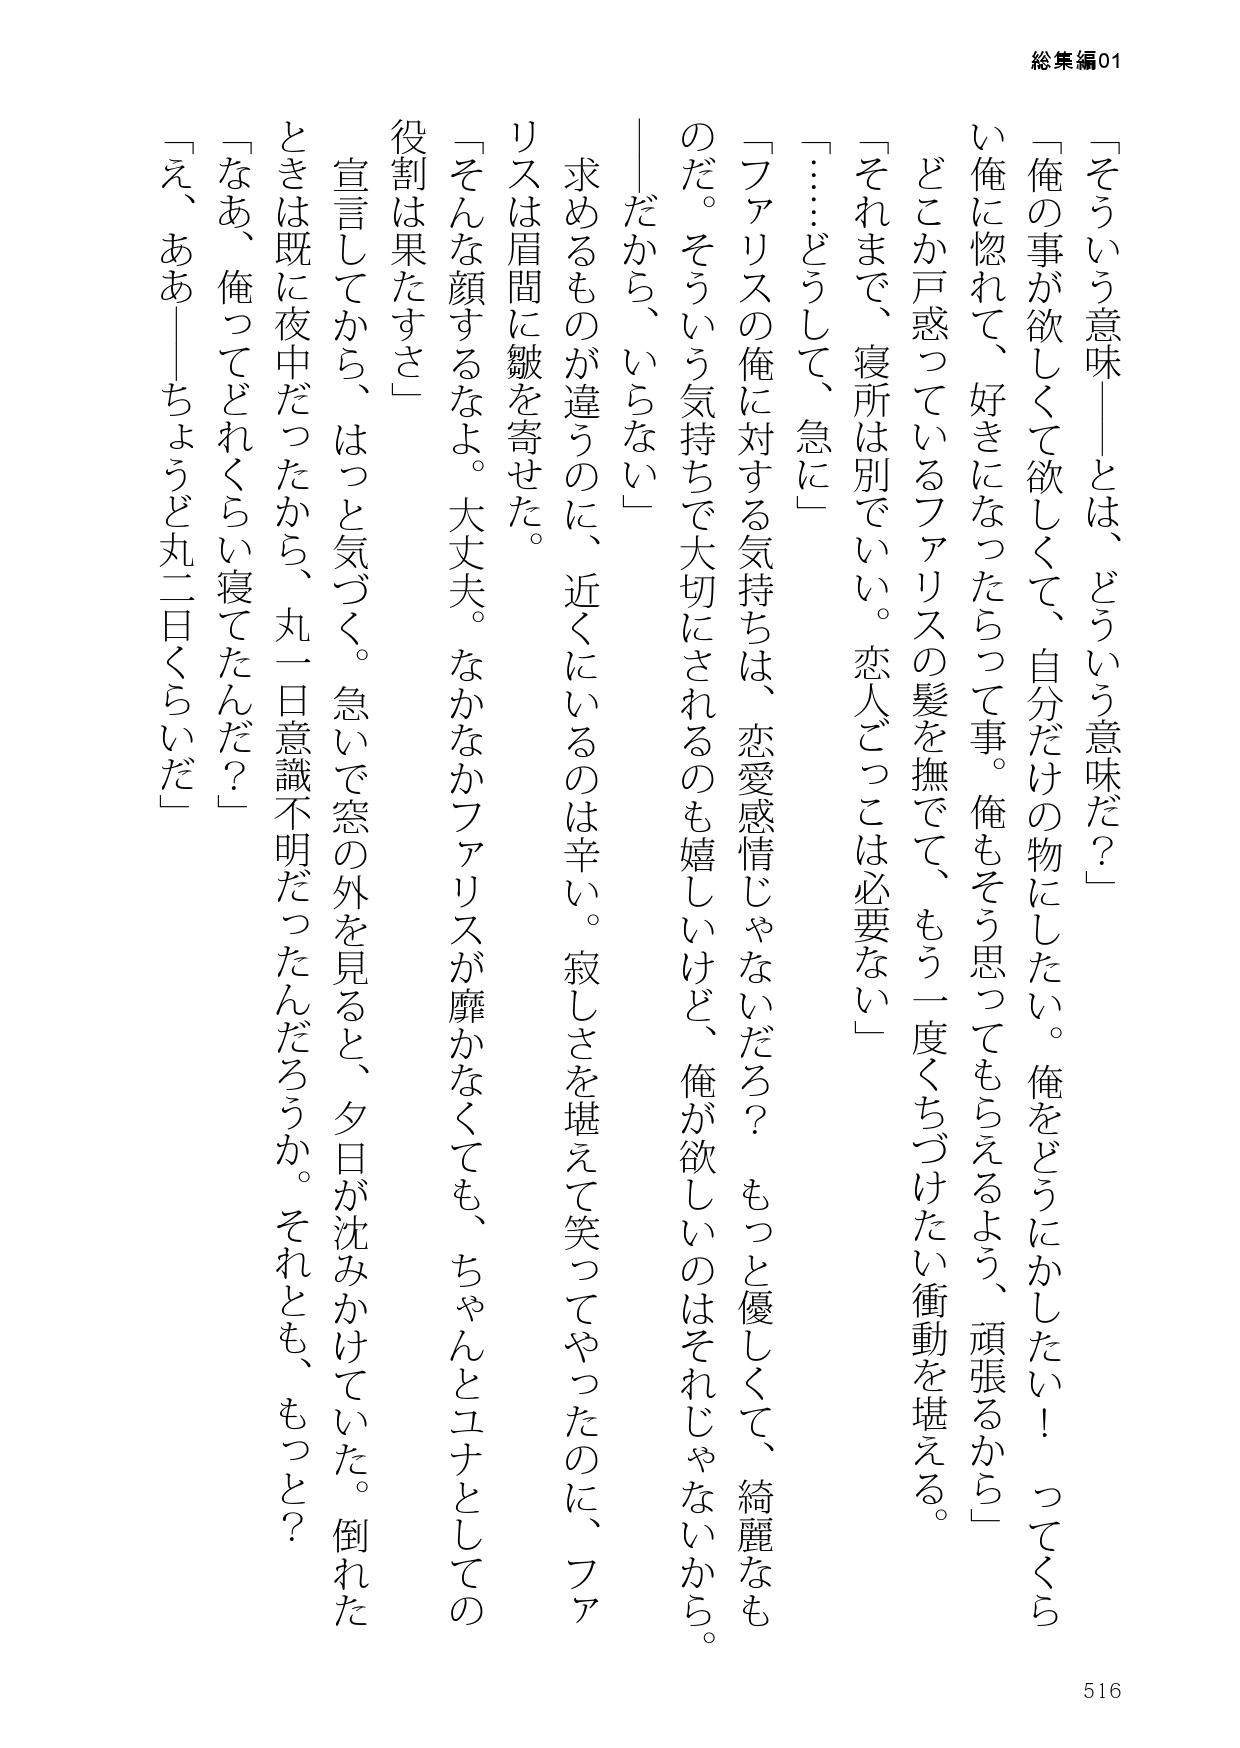 総集編01
「そういう意味――とは、どういう意味だ？」
「俺の事が欲しくて欲しくて、自分だけの物にしたい。俺をどうにかしたい！　ってくら
い俺に惚れて、好きになったらって事。俺もそう思ってもらえるよう、頑張るから」
　どこか戸惑っているファリスの髪を撫でて、もう一度くちづけたい衝動を堪える。
「それまで、寝所は別でいい。恋人ごっこは必要ない」
「……どうして、急に」
「ファリスの俺に対する気持ちは、恋愛感情じゃないだろ？　もっと優しくて、綺麗なも
のだ。そういう気持ちで大切にされるのも嬉しいけど、俺が欲しいのはそれじゃないから。
――だから、いらない」
　求めるものが違うのに、近くにいるのは辛い。寂しさを堪えて笑ってやったのに、ファ
リスは眉間に皺を寄せた。
「そんな顔するなよ。大丈夫。なかなかファリスが靡かなくても、ちゃんとユナとしての
役割は果たすさ」
　宣言してから、はっと気づく。急いで窓の外を見ると、夕日が沈みかけていた。倒れた
ときは既に夜中だったから、丸一日意識不明だったんだろうか。それとも、もっと？
「なあ、俺ってどれくらい寝てたんだ？」
「え、ああ――ちょうど丸二日くらいだ」
516